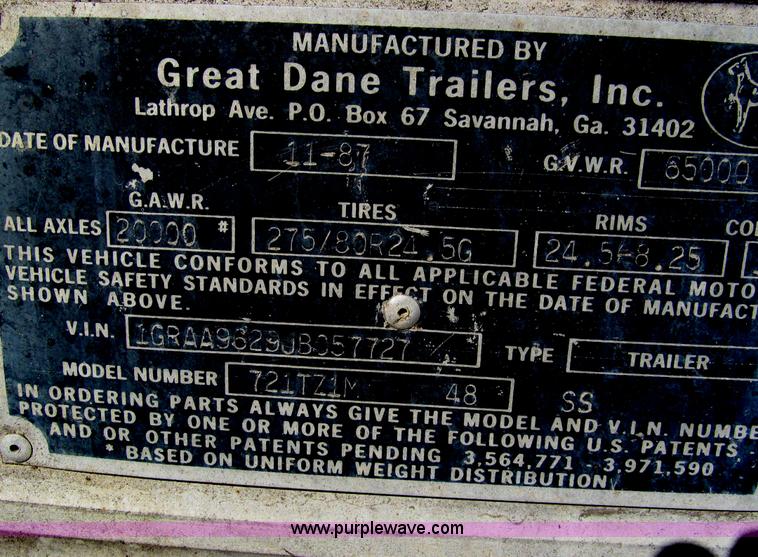 MANUFACTURED BY
Great Dane Trailers, Inc.
Lathrop Ave. P.O. Box 67 Savannah, Ga. 31402
DATE OF MANUFACTURE 11-87 G.V.W.R. 65000
G.A.W.R. TIRES RIMS
ALL AXLES 20000 # 275/80R24.5G 24.5 8.25
THIS VEHICLE CONFORMS TO ALL APPLICABLE FEDERAL MOTO
VEHICLE SAFETY STANDARDS IN EFFECT ON THE DATE OF MANUFACT
SHOWN ABOVE.
V.I.N. 1GRAA9629JB057727 TYPE TRAILER
MODEL NUMBER 721TZ1M 48 SS
IN ORDERING PARTS ALWAYS GIVE THE MODEL AND V.I.N. NUMBE
PROTECTED BY ONE OR MORE OF THE FOLLOWING U.S. PATENTS
AND OR OTHER PATENTS PENDING 3,564,771 - 3,971,590
* BASED ON UNIFORM WEIGHT DISTRIBUTION
www.purplewave.com